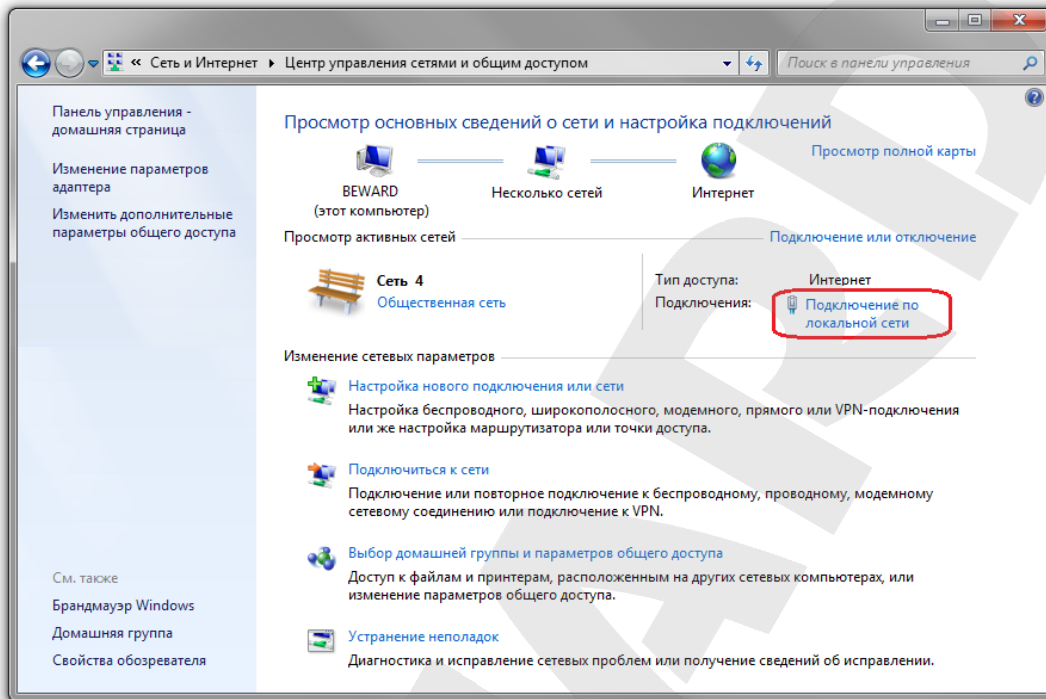 « Сеть и Интернет ▸ Центр управления сетями и общим доступом
Поиск в панели управления
Панель управления -
домашняя страница
Изменение параметров
адаптера
Изменить дополнительные
параметры общего доступа
См. также
Брандмауэр Windows
Домашняя группа
Свойства обозревателя
Просмотр основных сведений о сети и настройка подключений
BEWARD
(этот компьютер)
Несколько сетей
Интернет
Просмотр полной карты
Просмотр активных сетей
Подключение или отключение
Сеть 4
Общественная сеть
Тип доступа: Интернет
Подключения: Подключение по
локальной сети
Изменение сетевых параметров
Настройка нового подключения или сети
Настройка беспроводного, широкополосного, модемного, прямого или VPN-подключения
или же настройка маршрутизатора или точки доступа.
Подключиться к сети
Подключение или повторное подключение к беспроводному, проводному, модемному
сетевому соединению или подключение к VPN.
Выбор домашней группы и параметров общего доступа
Доступ к файлам и принтерам, расположенным на других сетевых компьютерах, или
изменение параметров общего доступа.
Устранение неполадок
Диагностика и исправление сетевых проблем или получение сведений об исправлении.